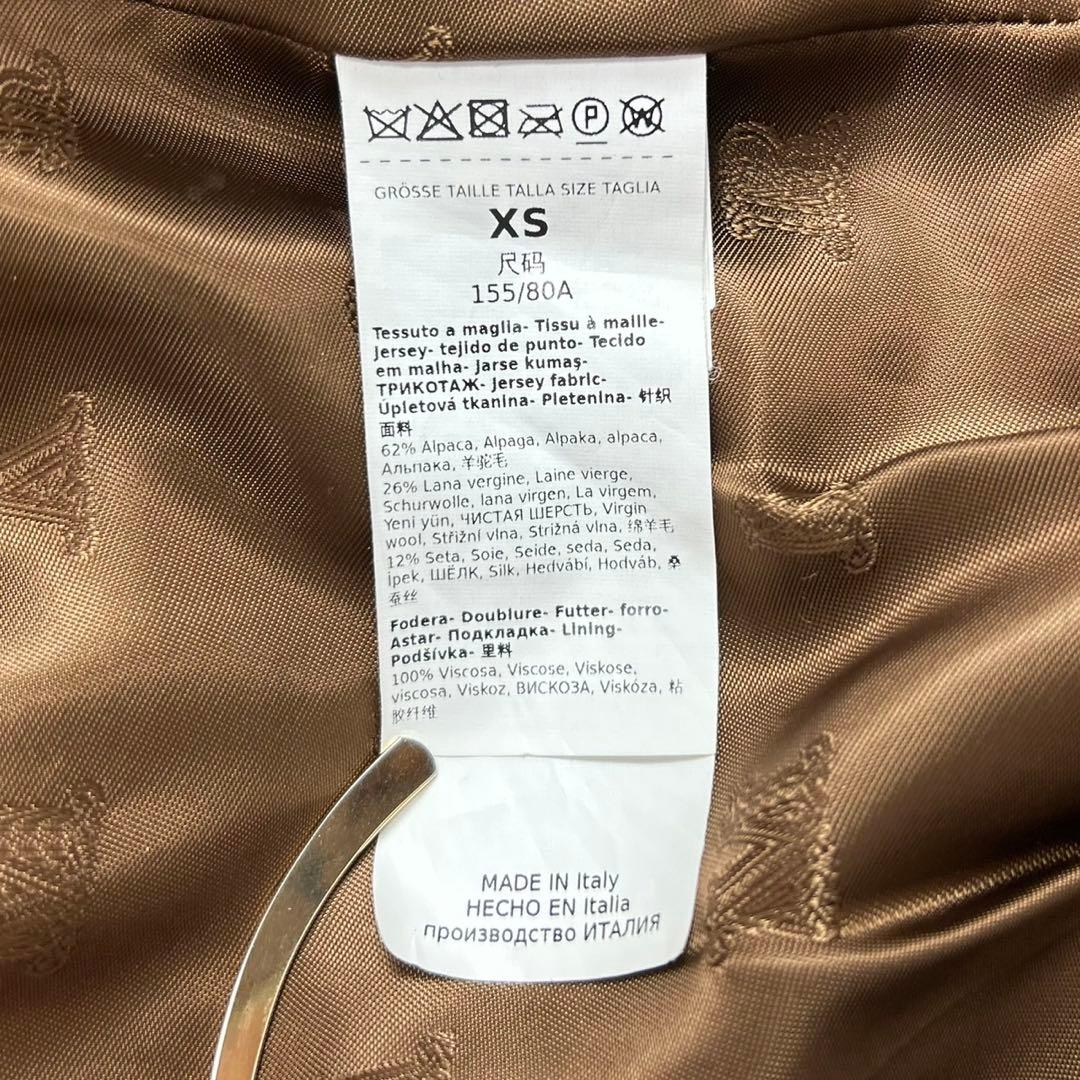 P W
GRÖSSE TAILLE TALLA SIZE TAGLIA
XS
尺码
155/80A
Tessuto a maglia- Tissu à maille-
Jersey- tejido de punto- Tecido
em malha- Jarse kumaş-
ТРИКОТАЖ- Jersey fabric-
Úpletová tkanina- Pletenina- 针织
面料
62% Alpaca, Alpaga, Alpaka, alpaca,
Альпака, 羊驼毛
26% Lana vergine, Laine vierge,
Schurwolle, lana virgen, La virgem,
Yeni yün, ЧИСТАЯ ШЕРСТЬ, Virgin
wool, Střižní vlna, Strižná vlna, 绵羊毛
12% Seta, Soie, Seide, seda, Seda,
İpek, ШЁЛК, Silk, Hedvábí, Hodváb, 桑
蚕丝
Fodera- Doublure- Futter- forro-
Astar- Подкладка- Lining-
Podšívka- 里料
100% Viscosa, Viscose, Viskose,
viscosa, Viskoz, ВИСКОЗА, Viskóza, 粘
胶纤维
MADE IN Italy
HECHO EN Italia
производство ИТАЛИЯ